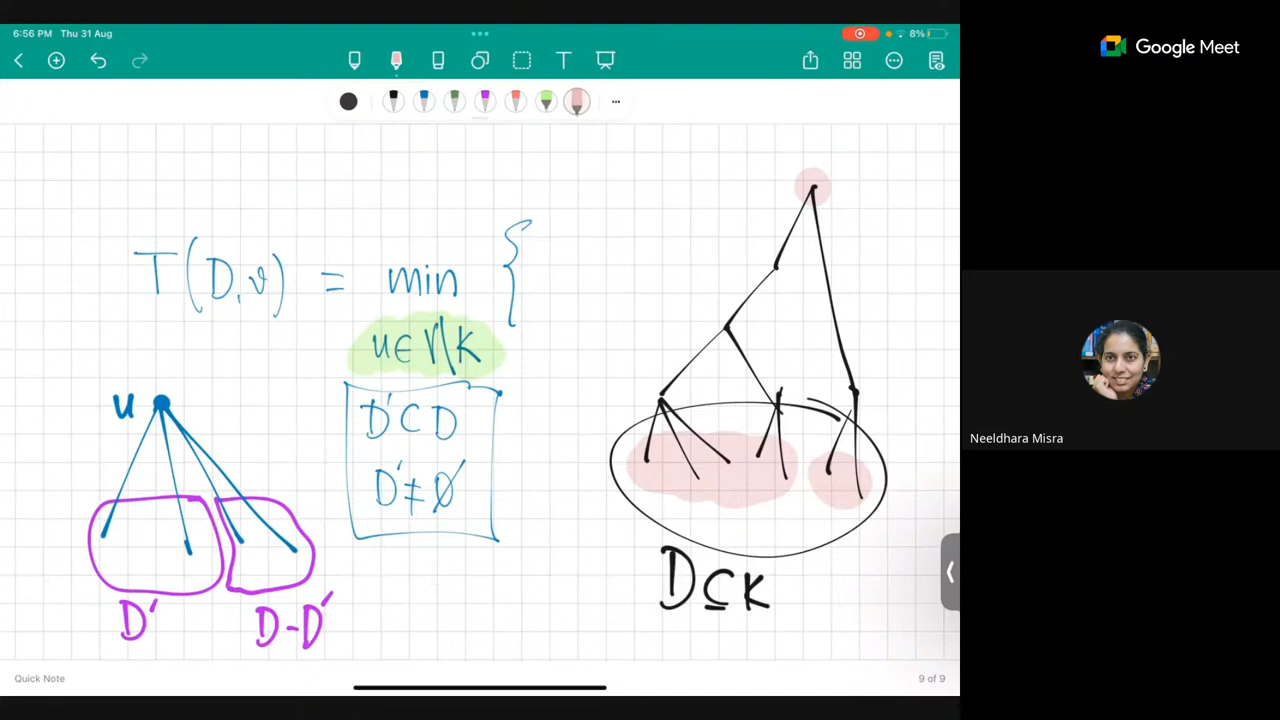 6:56 PM Thu 31 Aug
8%
Google Meet
T(D,v) = min {
u∈V\K
D'⊂D
D'≠∅
u
D'
D-D'
D⊆K
Neeldhara Misra
Quick Note
9 of 9